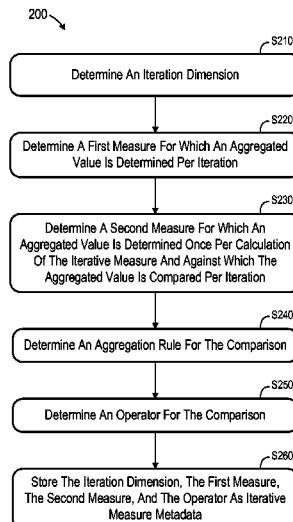 200
S210
Determine An Iteration Dimension
S220
Determine A First Measure For Which An Aggregated
Value Is Determined Per Iteration
S230
Determine A Second Measure For Which An
Aggregated Value Is Determined Once Per Calculation
Of The Iterative Measure And Against Which The
Aggregated Value Is Compared Per Iteration
S240
Determine An Aggregation Rule For The Comparison
S250
Determine An Operator For The Comparison
S260
Store The Iteration Dimension, The First Measure,
The Second Measure, And The Operator As Iterative
Measure Metadata